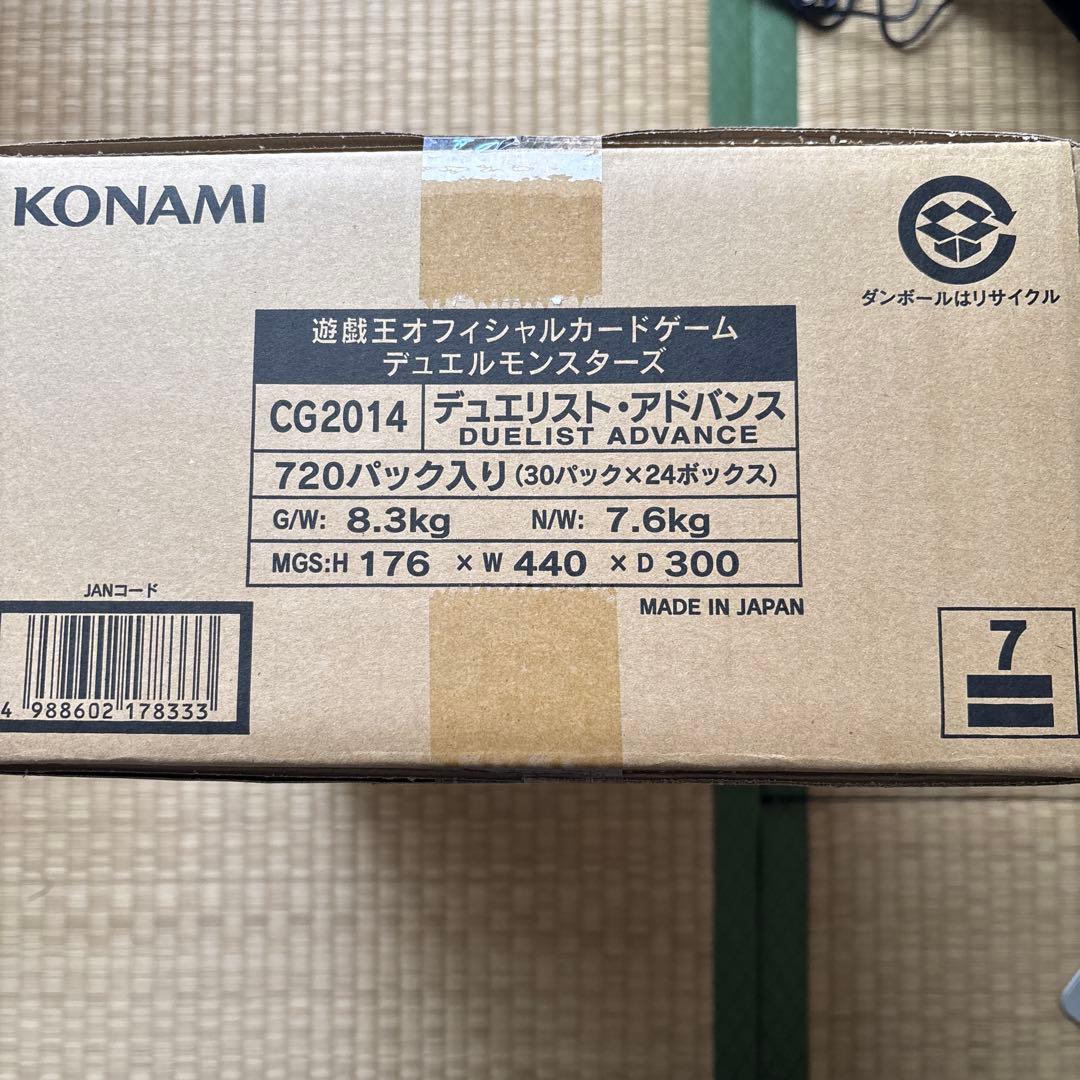 KONAMI
ダンボールはリサイクル
遊戯王オフィシャルカードゲーム
デュエルモンスターズ
CG2014
デュエリスト・アドバンス
DUELIST ADVANCE
720パック入り(30パック×24ボックス)
G/W: 8.3kg N/W: 7.6kg
MGS:H 176 × W 440 × D 300
MADE IN JAPAN
JANコード
4 988602 178333
7